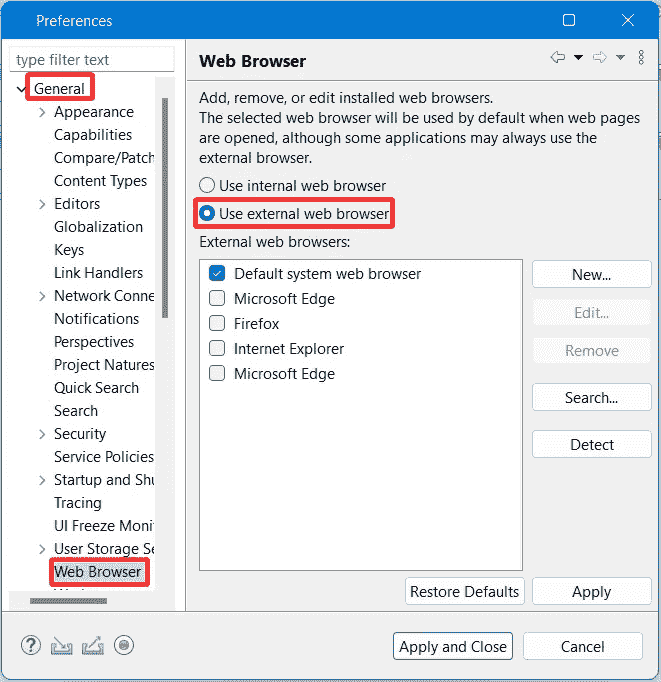 Preferences
type filter text
General
Appearance
Capabilities
Compare/Patch
Content Types
Editors
Globalization
Keys
Link Handlers
Network Conne
Notifications
Perspectives
Project Natures
Quick Search
Search
Security
Service Policies
Startup and Shu
Tracing
UI Freeze Moni
User Storage Se
Web Browser
Web Browser
Add, remove, or edit installed web browsers.
The selected web browser will be used by default when web pages
are opened, although some applications may always use the
external browser.
Use internal web browser
Use external web browser
External web browsers:
Default system web browser
Microsoft Edge
Firefox
Internet Explorer
Microsoft Edge
New...
Edit...
Remove
Search...
Detect
Restore Defaults
Apply
Apply and Close
Cancel